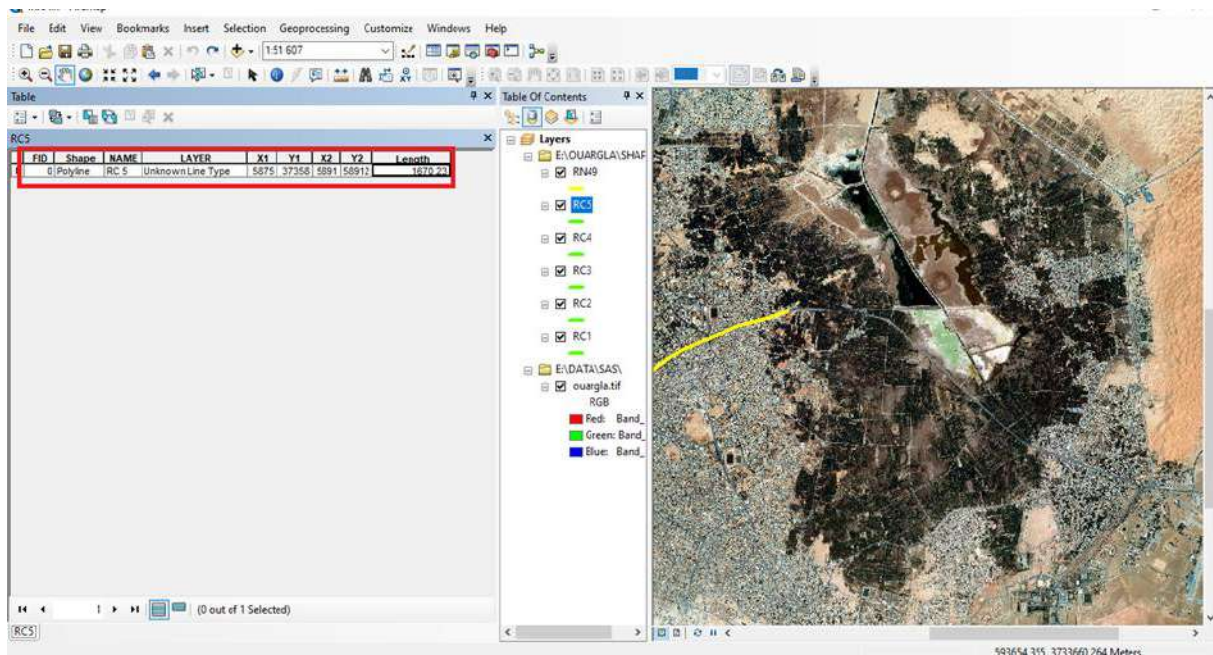 File Edit View Bookmarks Insert Selection Geoprocessing Customize Windows Help
1:51 607
Table
Table Of Contents
RC5
FID Shape NAME LAYER X1 Y1 X2 Y2 Length
0 Polyline RC 5 Unknown Line Type 5875 37358 5891 58912 1670.23
Layers
E:\OUARGLA\SHAF
RN49
RC5
RC4
RC3
RC2
RC1
E:\DATA\SAS\
ouargla.tif
RGB
Red: Band_
Green: Band_
Blue: Band_
1
(0 out of 1 Selected)
RC5
593654.355 3733660.264 Meters